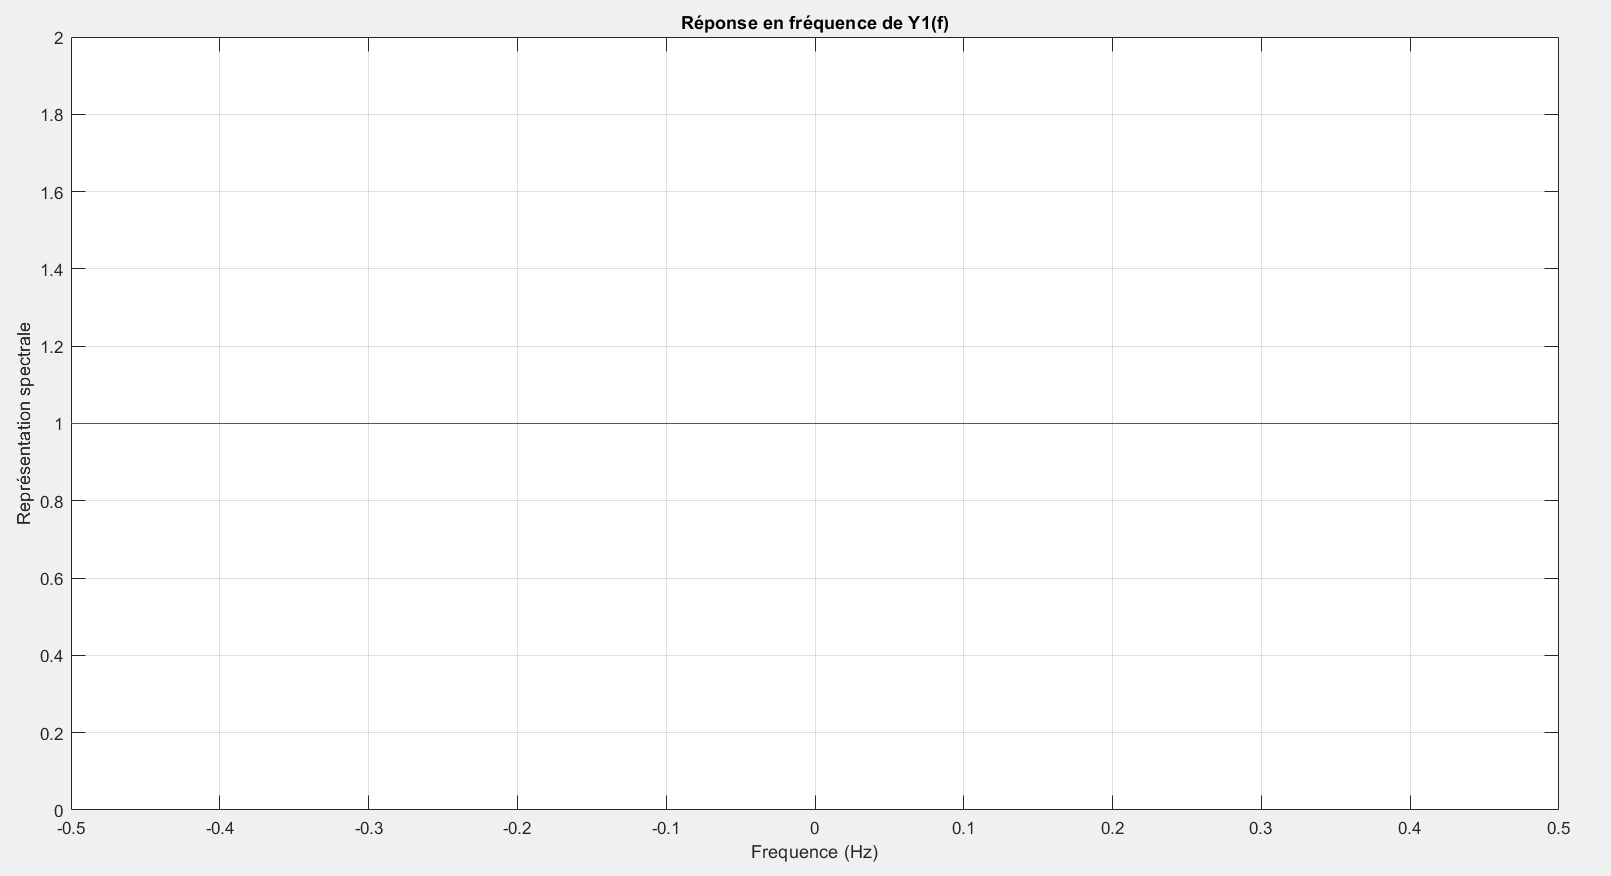 Réponse en fréquence de Y1(f)
2
1.8
1.6
1.4
1.2
1
0.8
0.6
0.4
0.2
0
Représentation spectrale
-0.5 -0.4 -0.3 -0.2 -0.1 0 0.1 0.2 0.3 0.4 0.5
Frequence (Hz)